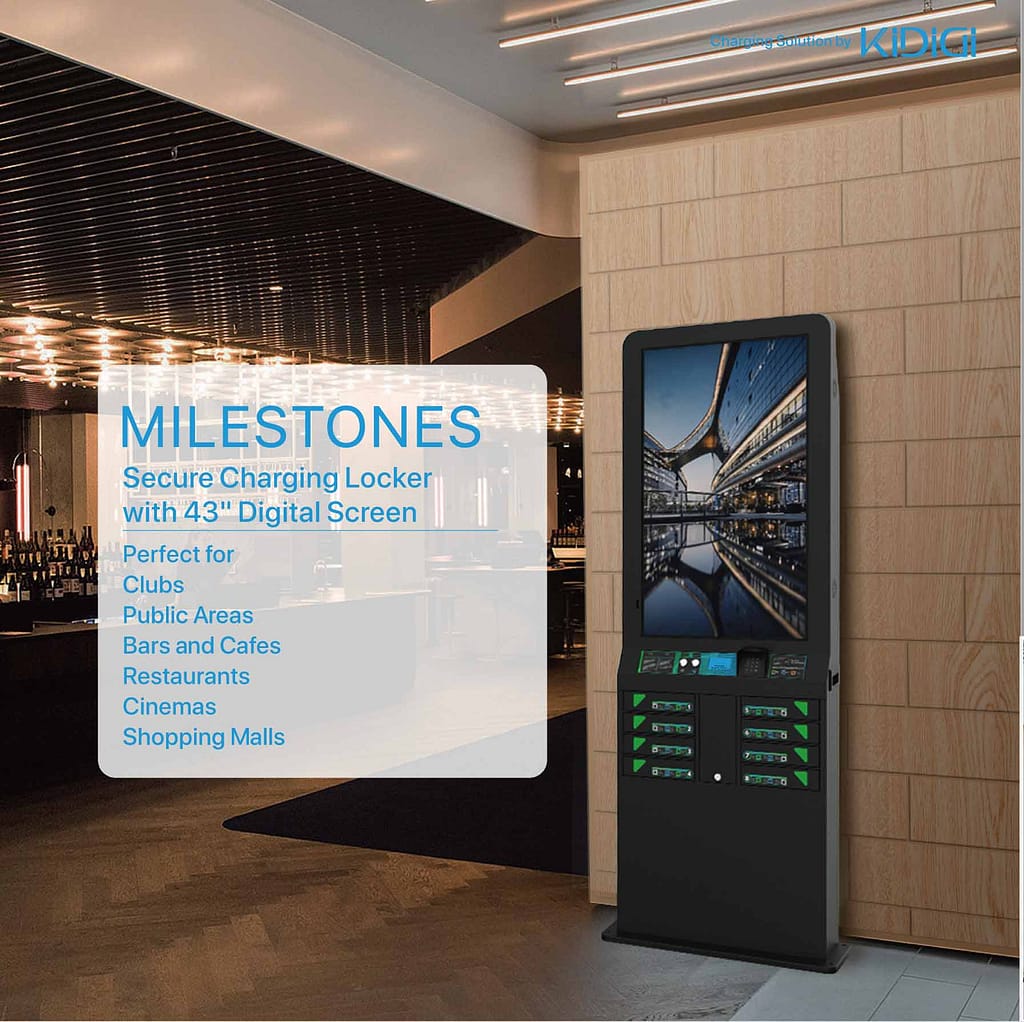 Charging Solution by KiDiGi
MILESTONES
Secure Charging Locker
with 43" Digital Screen
Perfect for
Clubs
Public Areas
Bars and Cafes
Restaurants
Cinemas
Shopping Malls